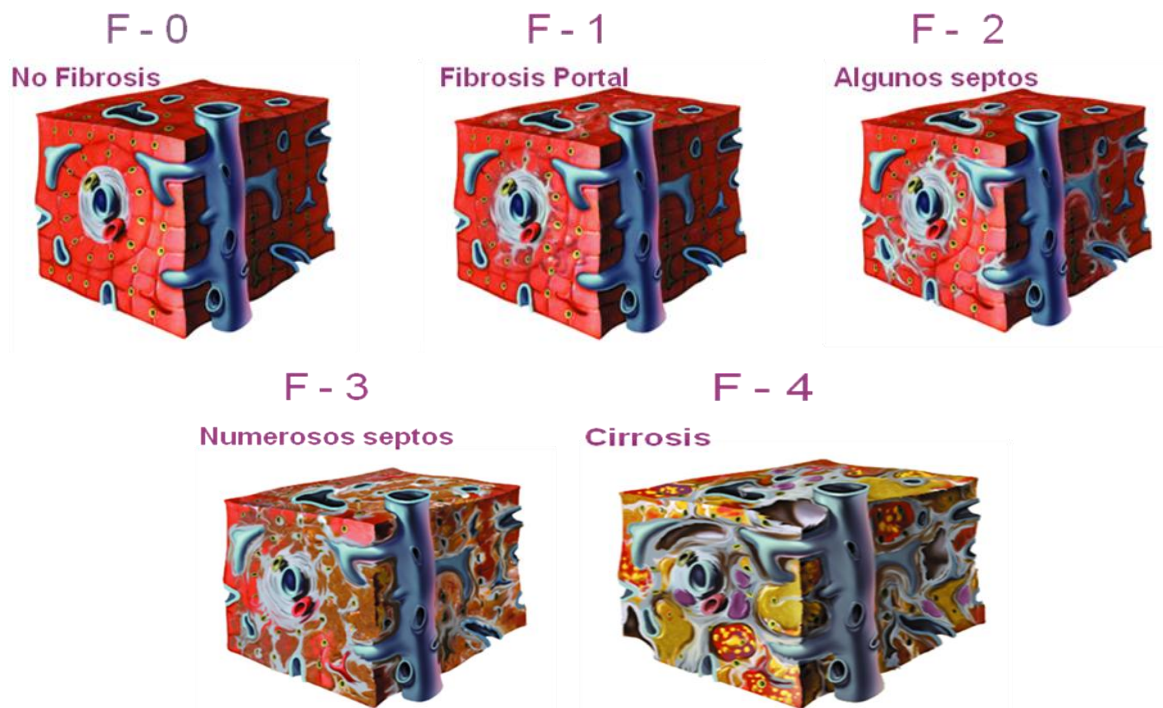 F - 0
No Fibrosis
F - 1
Fibrosis Portal
F - 2
Algunos septos
F - 3
Numerosos septos
F - 4
Cirrosis